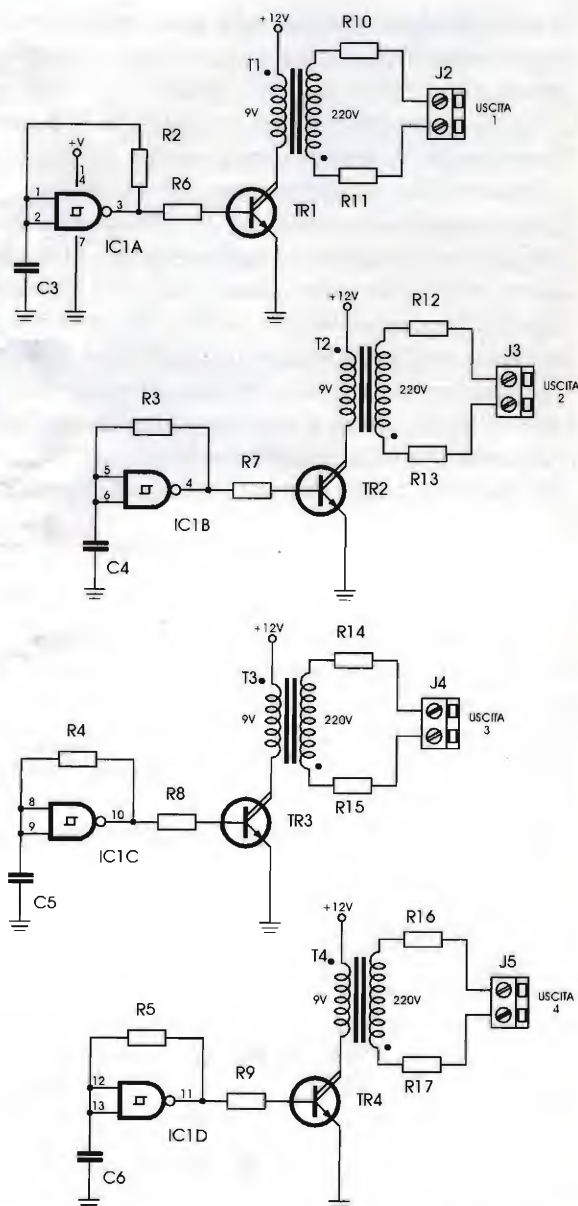 +12V
R10
T1
J2
9V
220V
USCITA
1
R2
+V
1
4
R6
R11
TR1
1
2
3
7
IC1A
C3
+12V
R12
T2
J3
9V
220V
USCITA
2
R3
R13
R7
5
6
4
TR2
IC1B
C4
+12V
R14
T3
J4
9V
220V
USCITA
3
R4
R8
R15
8
9
10
TR3
IC1C
C5
+12V
R16
T4
J5
9V
220V
USCITA
4
R5
R9
R17
12
13
11
TR4
IC1D
C6